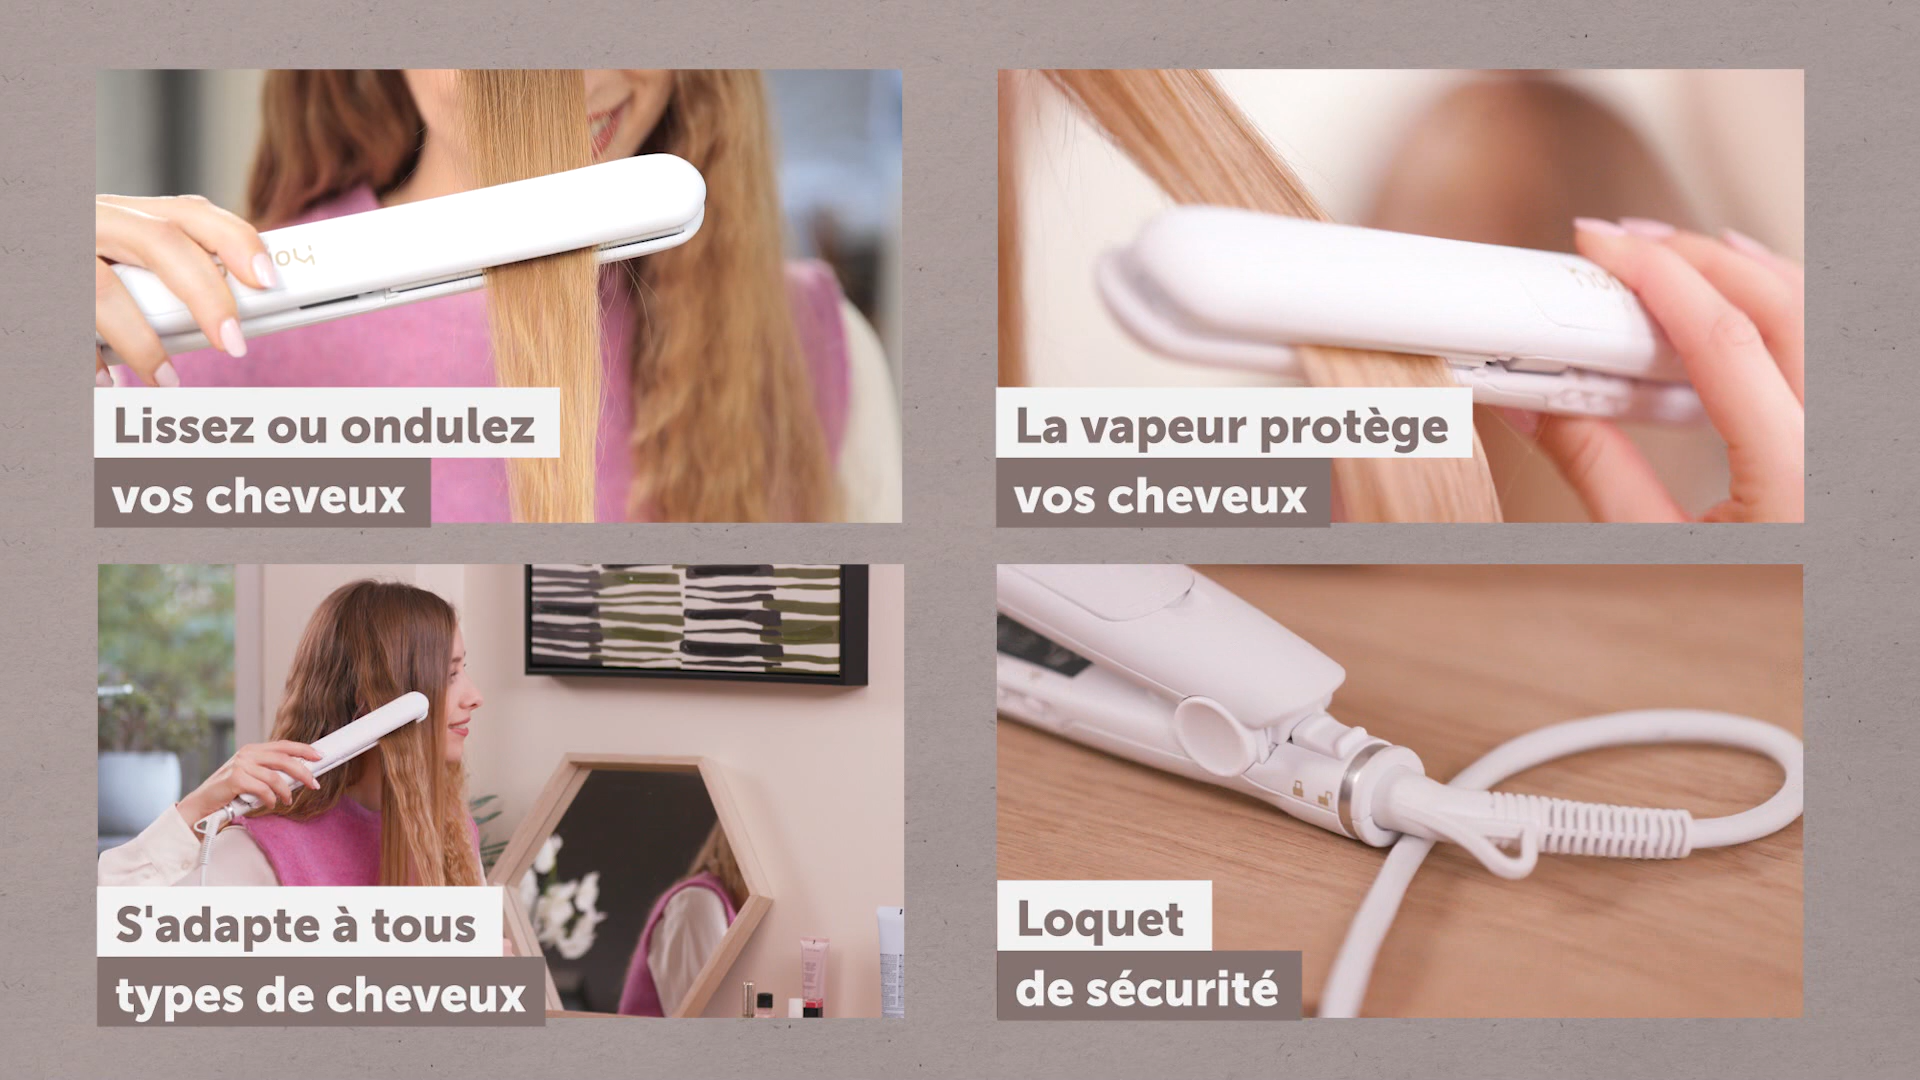 Lissez ou ondulez
vos cheveux
La vapeur protège
vos cheveux
S'adapte à tous
types de cheveux
Loquet
de sécurité